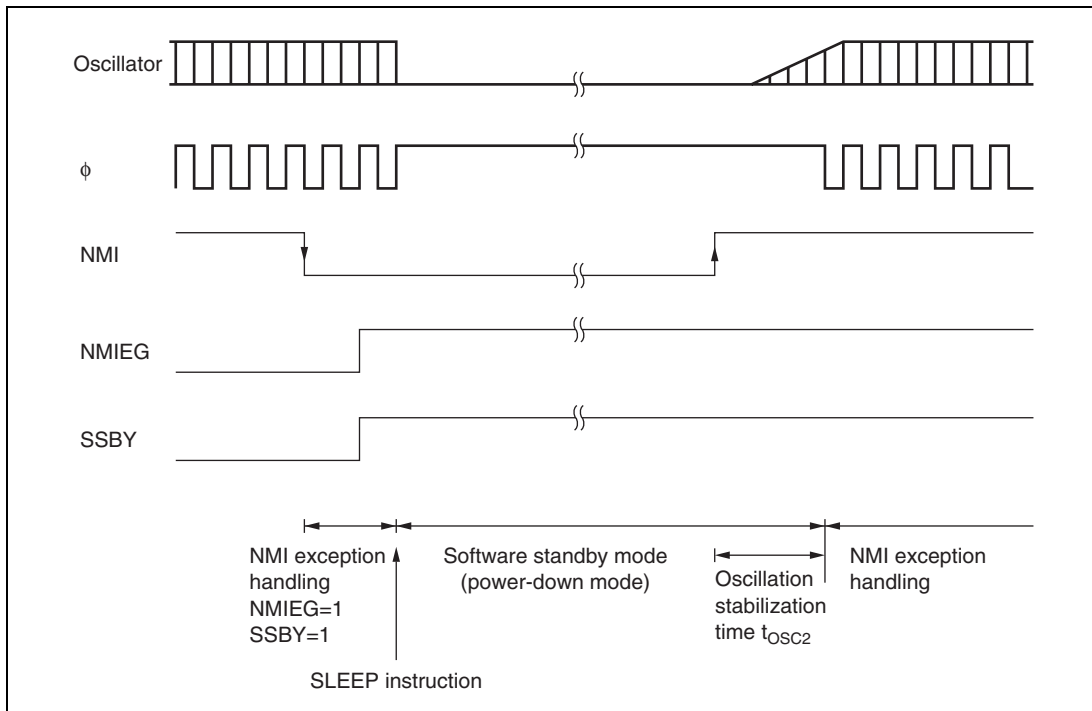 Oscillator
ϕ
NMI
NMIEG
SSBY
NMI exception
handling
NMIEG=1
SSBY=1
Software standby mode
(power-down mode)
Oscillation
stabilization
time tOSC2
NMI exception
handling
SLEEP instruction